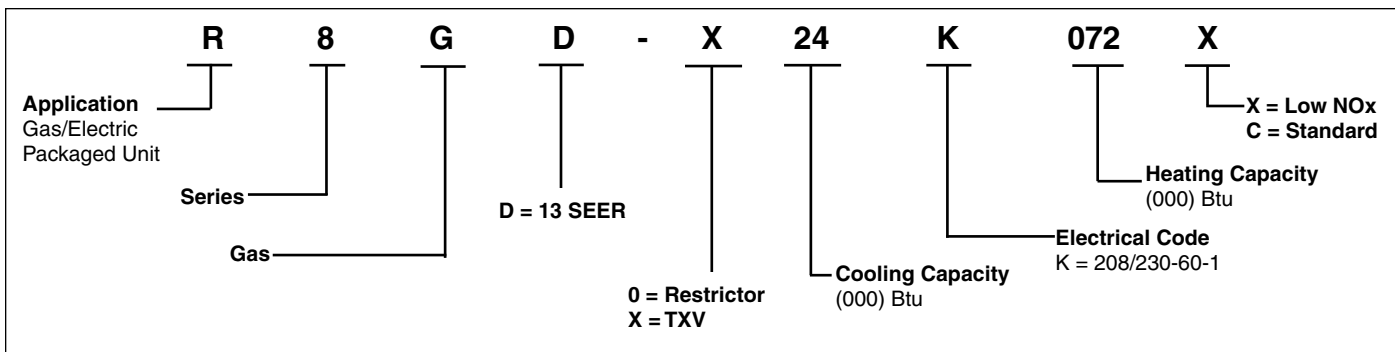 R 8 G D - X 24 K 072 X
Application
Gas/Electric
Packaged Unit
Series
Gas
D = 13 SEER
0 = Restrictor
X = TXV
Cooling Capacity
(000) Btu
Electrical Code
K = 208/230-60-1
Heating Capacity
(000) Btu
X = Low NOx
C = Standard